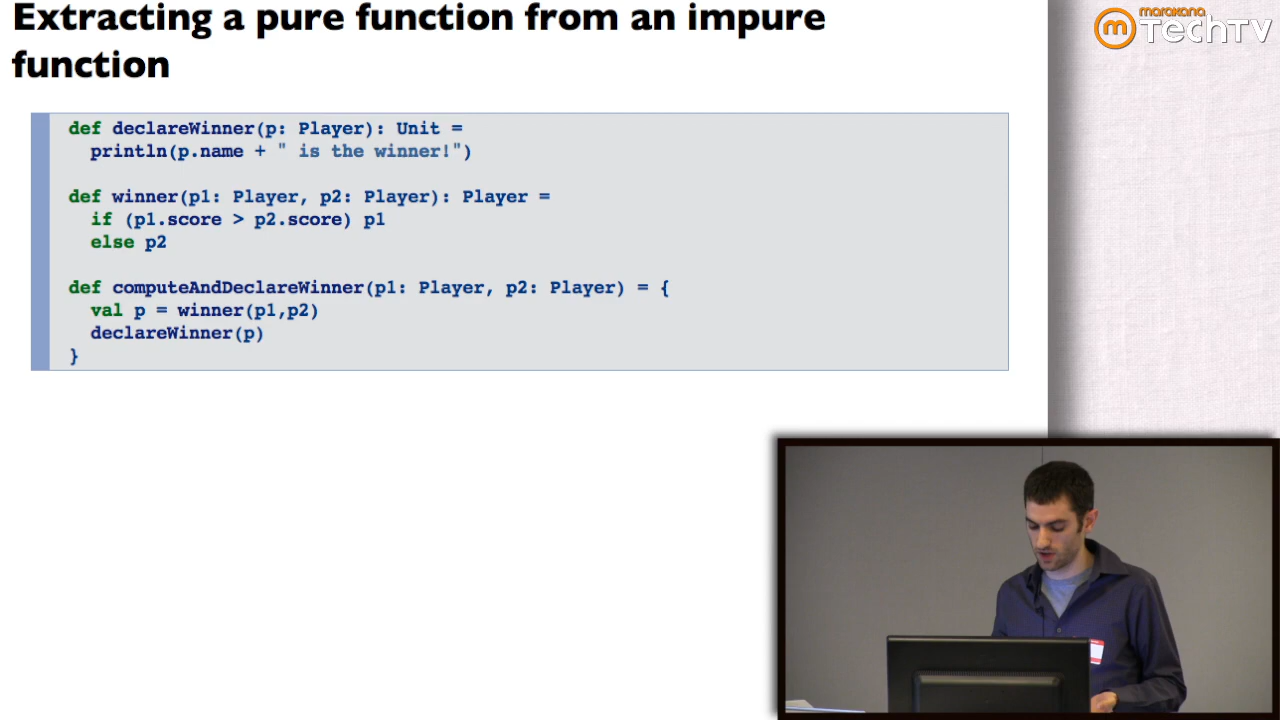 Extracting a pure function from an impure
function
marakana
m TechTV
def declareWinner(p: Player): Unit =
println(p.name + " is the winner!")
def winner(p1: Player, p2: Player): Player =
if (p1.score > p2.score) p1
else p2
def computeAndDeclareWinner(p1: Player, p2: Player) = {
val p = winner(p1,p2)
declareWinner(p)
}